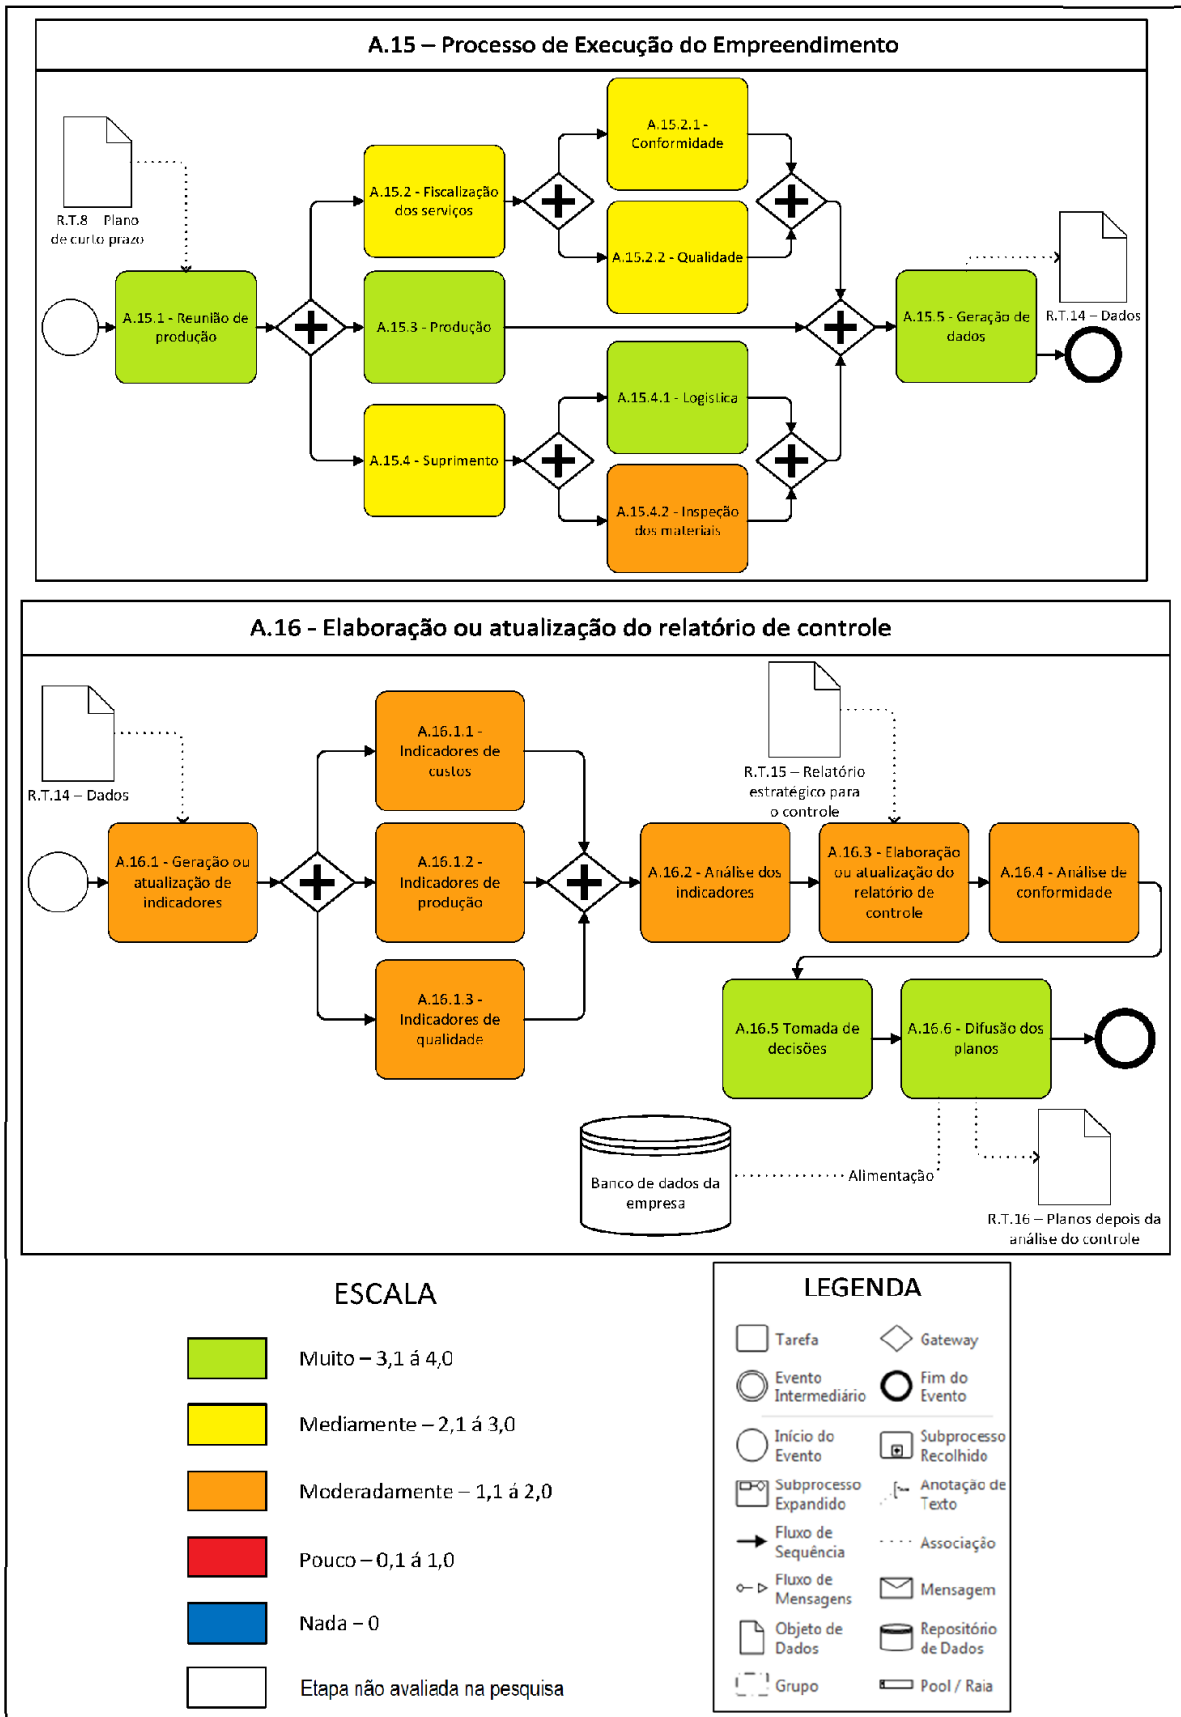 A.15 – Processo de Execução do Empreendimento
R.T.8 Plano
de curto prazo
A.15.1 - Reunião de
produção
A.15.2 - Fiscalização
dos serviços
A.15.2.1 -
Conformidade
A.15.2.2 - Qualidade
A.15.3 - Produção
A.15.4 - Suprimento
A.15.4.1 - Logística
A.15.4.2 - Inspeção
dos materiais
A.15.5 - Geração de
dados
R.T.14 – Dados
A.16 - Elaboração ou atualização do relatório de controle
R.T.14 – Dados
A.16.1 - Geração ou
atualização de
indicadores
A.16.1.1 -
Indicadores de
custos
A.16.1.2 -
Indicadores de
produção
A.16.1.3 -
Indicadores de
qualidade
A.16.2 - Análise dos
indicadores
R.T.15 – Relatório
estratégico para
o controle
A.16.3 - Elaboração
ou atualização do
relatório de
controle
A.16.4 - Análise de
conformidade
A.16.5 Tomada de
decisões
A.16.6 - Difusão dos
planos
Banco de dados da
empresa
Alimentação
R.T.16 – Planos depois da
análise do controle
ESCALA
Muito – 3,1 á 4,0
Mediamente – 2,1 á 3,0
Moderadamente – 1,1 á 2,0
Pouco – 0,1 á 1,0
Nada – 0
Etapa não avaliada na pesquisa
LEGENDA
Tarefa
Gateway
Evento
Intermediário
Fim do
Evento
Início do
Evento
Subprocesso
Recolhido
Subprocesso
Expandido
Anotação de
Texto
Fluxo de
Sequência
Associação
Fluxo de
Mensagens
Mensagem
Objeto de
Dados
Repositório
de Dados
Grupo
Pool / Raia